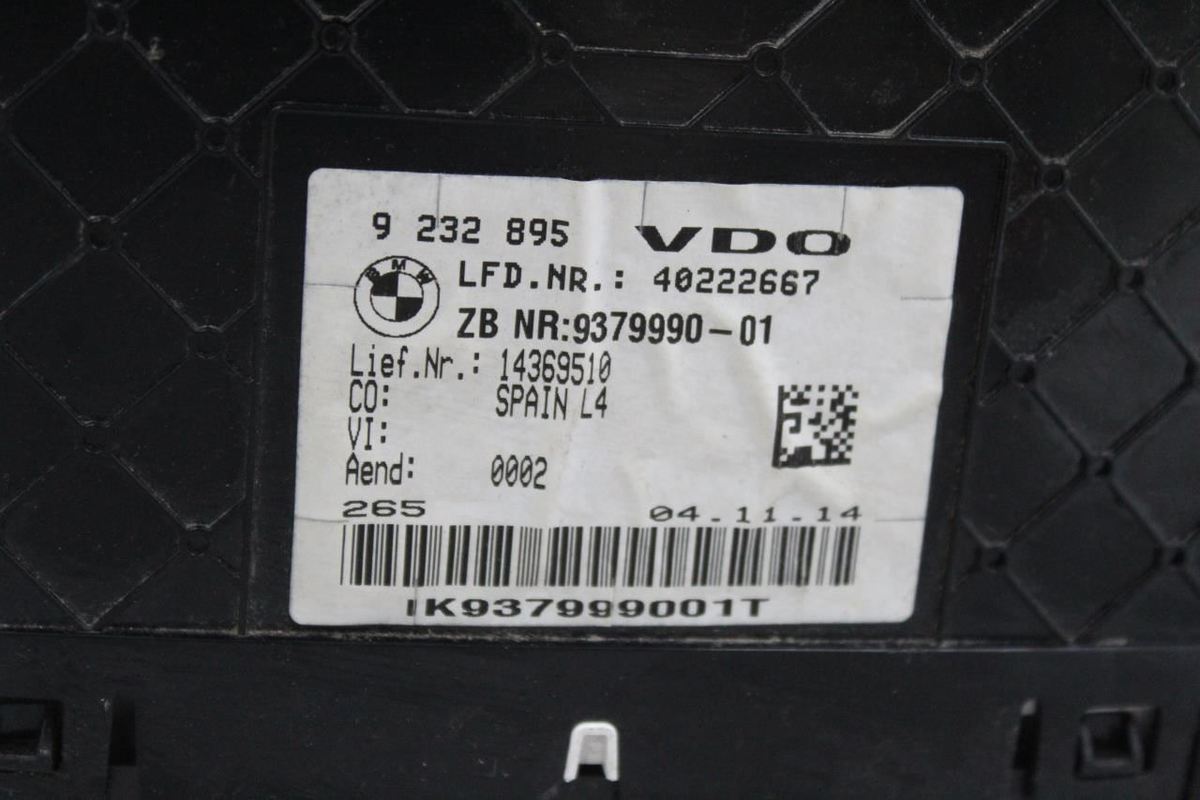 9 232 895 VDO
BMW
LFD.NR.: 40222667
ZB NR:9379990-01
Lief.Nr.: 14369510
CO: SPAIN L4
VI:
Aend: 0002
265 04.11.14
IK937999001T